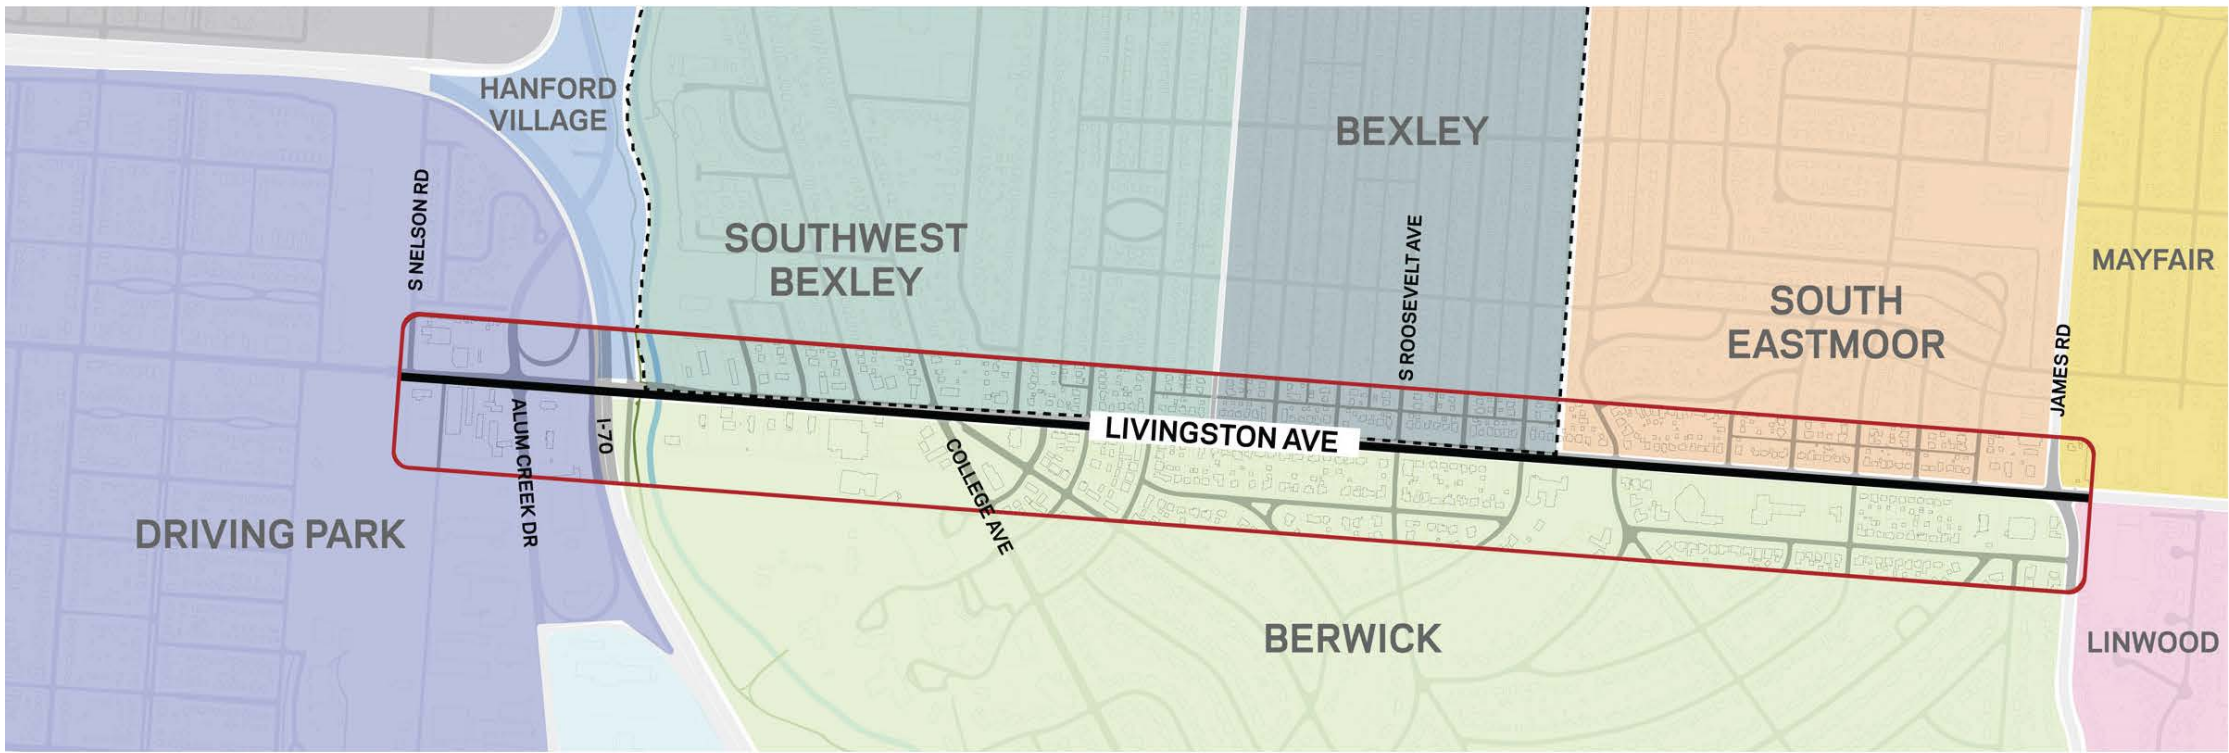 HANFORD
VILLAGE
BEXLEY
S NELSON RD
SOUTHWEST
BEXLEY
S ROOSEVELT AVE
MAYFAIR
SOUTH
EASTMOOR
JAMES RD
ALUM CREEK DR
I-70
LIVINGSTON AVE
COLLEGE AVE
DRIVING PARK
BERWICK
LINWOOD